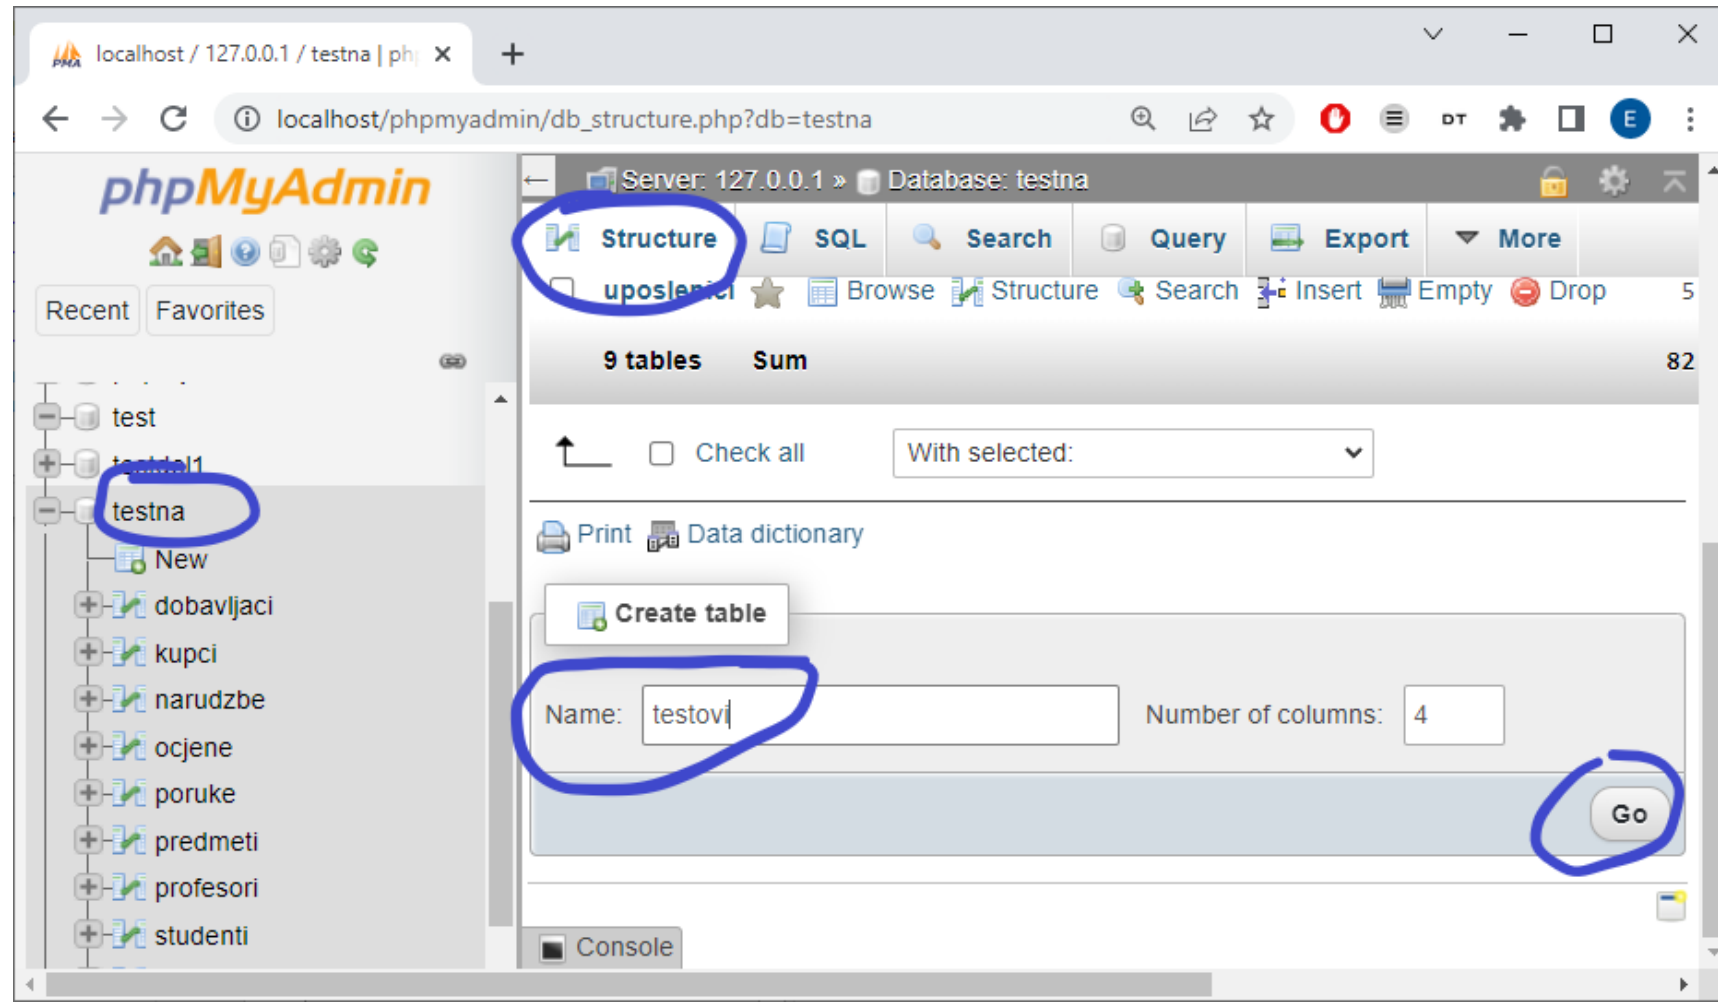 localhost / 127.0.0.1 / testna | ph
localhost/phpmyadmin/db_structure.php?db=testna
DT
E
phpMyAdmin
Recent
Favorites
test
testna
New
dobavljaci
kupci
narudzbe
ocjene
poruke
predmeti
profesori
studenti
Server: 127.0.0.1 » Database: testna
Structure SQL Search Query Export More
uposlenici Browse Structure Search Insert Empty Drop 5
9 tables Sum 82
Check all With selected:
Print Data dictionary
Create table
Name: testovi Number of columns: 4
Go
Console